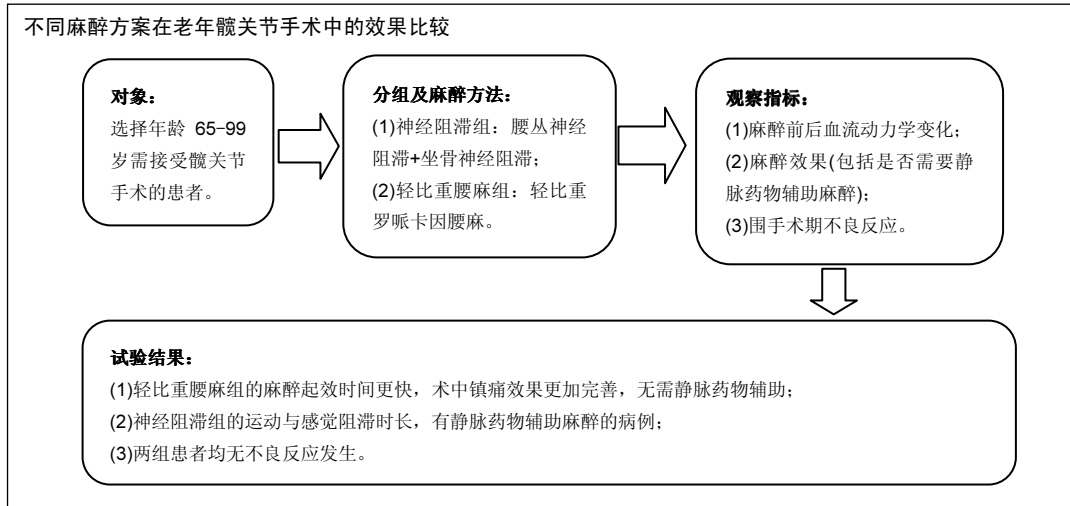 不同麻醉方案在老年髋关节手术中的效果比较
对象：
选择年龄 65-99
岁需接受髋关节
手术的患者。
分组及麻醉方法：
(1)神经阻滞组：腰丛神经
阻滞+坐骨神经阻滞；
(2)轻比重腰麻组：轻比重
罗哌卡因腰麻。
观察指标：
(1)麻醉前后血流动力学变化；
(2)麻醉效果(包括是否需要静
脉药物辅助麻醉)；
(3)围手术期不良反应。
试验结果：
(1)轻比重腰麻组的麻醉起效时间更快，术中镇痛效果更加完善，无需静脉药物辅助；
(2)神经阻滞组的运动与感觉阻滞时长，有静脉药物辅助麻醉的病例；
(3)两组患者均无不良反应发生。